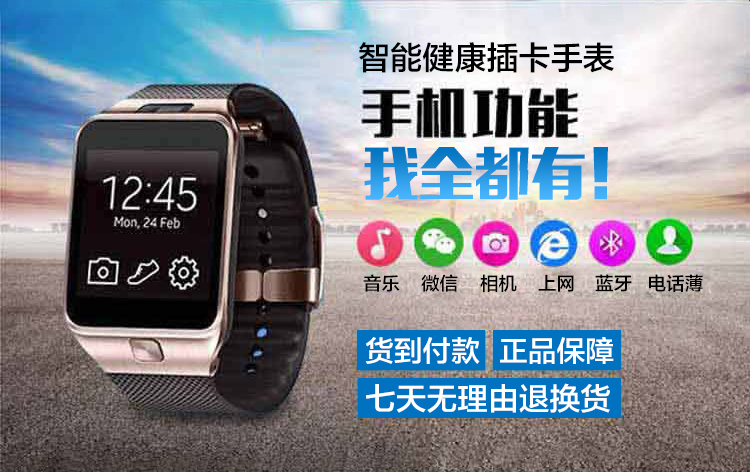 智能健康插卡手表
手机功能
我全都有!
12:45
Mon, 24 Feb
音乐 微信 相机 上网 蓝牙 电话薄
货到付款 正品保障
七天无理由退换货